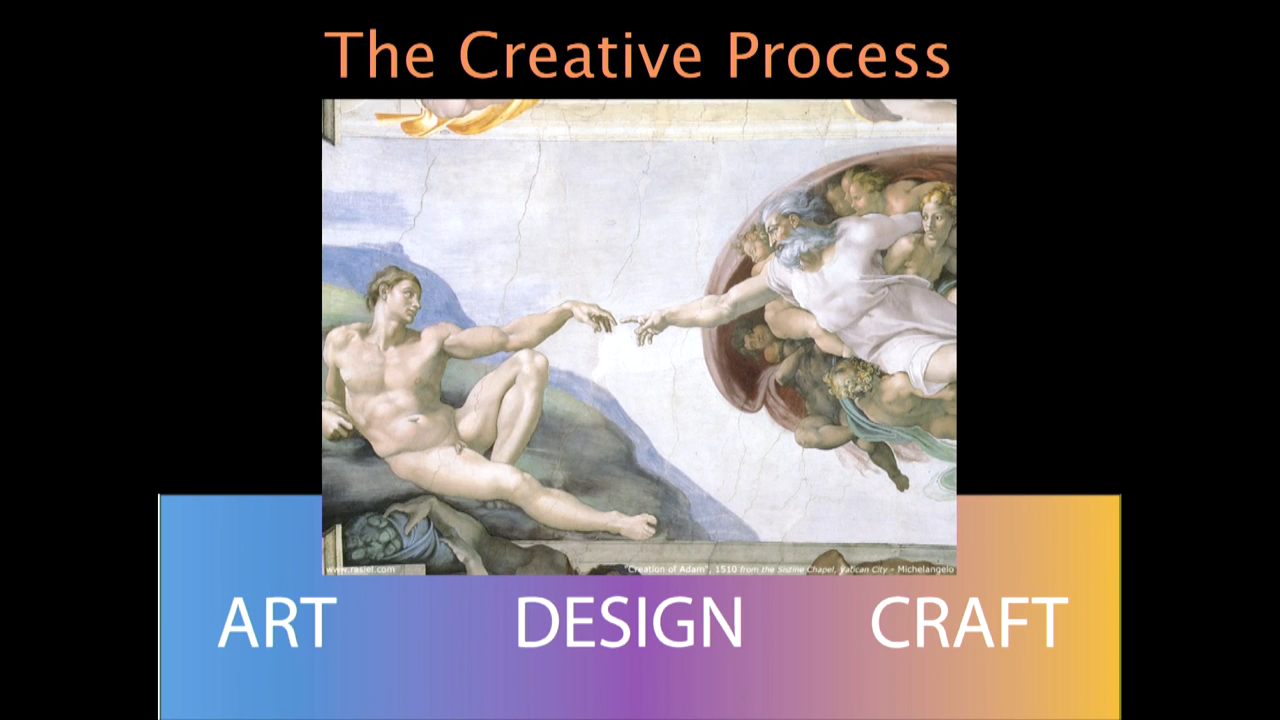 The Creative Process
www.rasiel.com
"Creation of Adam", 1510 from the Sistine Chapel, Vatican City - Michelangelo
ART DESIGN CRAFT